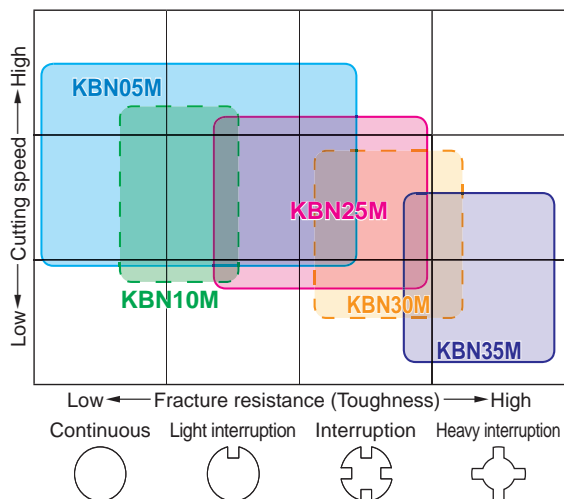 High
Cutting speed
Low
KBN05M
KBN25M
KBN10M
KBN30M
KBN35M
Low Fracture resistance (Toughness) High
Continuous Light interruption Interruption Heavy interruption